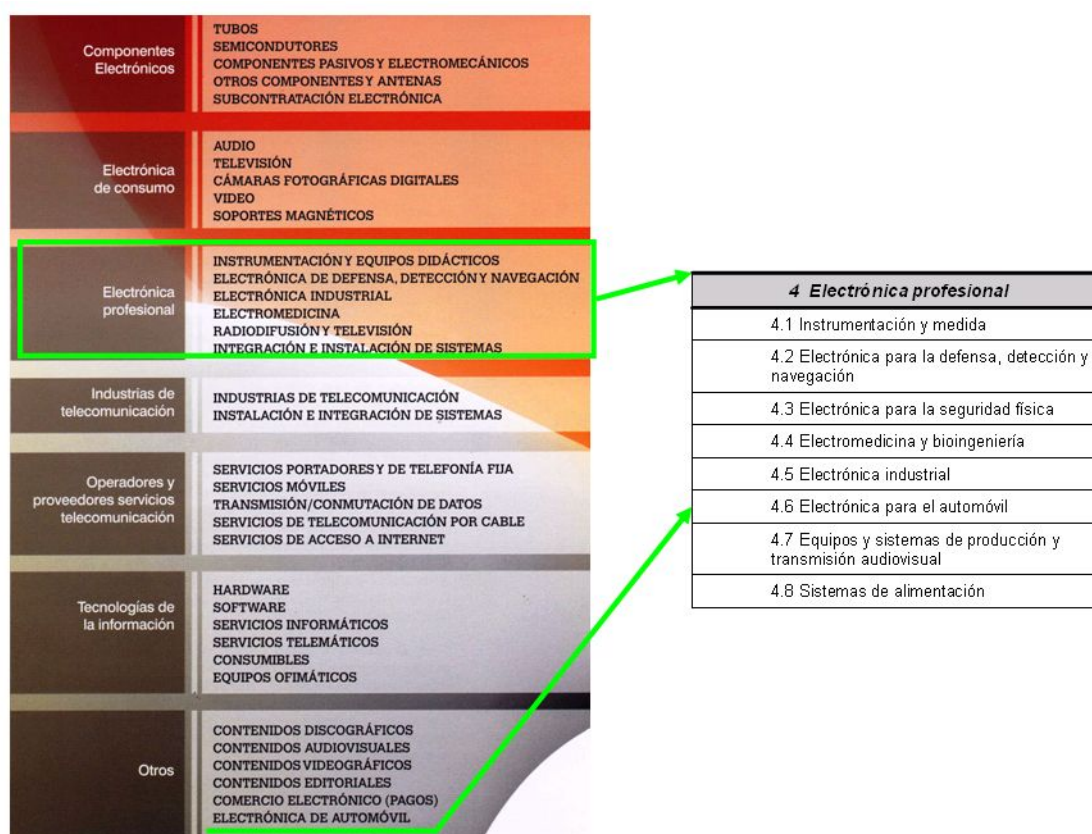 Componentes
Electrónicos
TUBOS
SEMICONDUTORES
COMPONENTES PASIVOS Y ELECTROMECÁNICOS
OTROS COMPONENTES Y ANTENAS
SUBCONTRATACIÓN ELECTRÓNICA
Electrónica
de consumo
AUDIO
TELEVISIÓN
CÁMARAS FOTOGRÁFICAS DIGITALES
VIDEO
SOPORTES MAGNÉTICOS
Electrónica
profesional
INSTRUMENTACIÓN Y EQUIPOS DIDÁCTICOS
ELECTRÓNICA DE DEFENSA, DETECCIÓN Y NAVEGACIÓN
ELECTRÓNICA INDUSTRIAL
ELECTROMEDICINA
RADIODIFUSIÓN Y TELEVISIÓN
INTEGRACIÓN E INSTALACIÓN DE SISTEMAS
Industrias de
telecomunicación
INDUSTRIAS DE TELECOMUNICACIÓN
INSTALACIÓN E INTEGRACIÓN DE SISTEMAS
Operadores y
proveedores servicios
telecomunicación
SERVICIOS PORTADORES Y DE TELEFONÍA FIJA
SERVICIOS MÓVILES
TRANSMISIÓN/CONMUTACIÓN DE DATOS
SERVICIOS DE TELECOMUNICACIÓN POR CABLE
SERVICIOS DE ACCESO A INTERNET
Tecnologías de
la información
HARDWARE
SOFTWARE
SERVICIOS INFORMÁTICOS
SERVICIOS TELEMÁTICOS
CONSUMIBLES
EQUIPOS OFIMÁTICOS
Otros
CONTENIDOS DISCOGRÁFICOS
CONTENIDOS AUDIOVISUALES
CONTENIDOS VIDEOGRÁFICOS
CONTENIDOS EDITORIALES
COMERCIO ELECTRÓNICO (PAGOS)
ELECTRÓNICA DE AUTOMÓVIL
4 Electrónica profesional
4.1 Instrumentación y medida
4.2 Electrónica para la defensa, detección y
navegación
4.3 Electrónica para la seguridad física
4.4 Electromedicina y bioingeniería
4.5 Electrónica industrial
4.6 Electrónica para el automóvil
4.7 Equipos y sistemas de producción y
transmisión audiovisual
4.8 Sistemas de alimentación